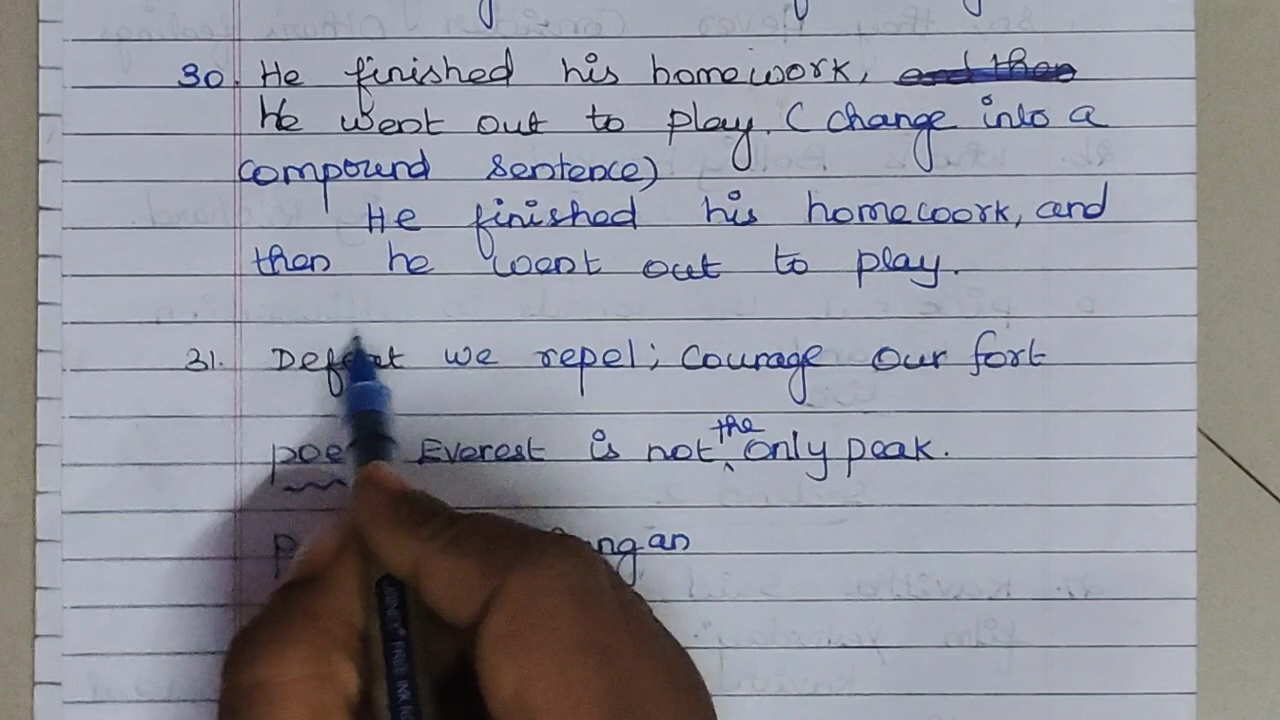 30. He finished his homework, and then
He went out to play. (change into a
compound sentence)
He finished his homework, and
then he went out to play.
31. Defeat we repel; courage our fort
Everest is not the only peak.